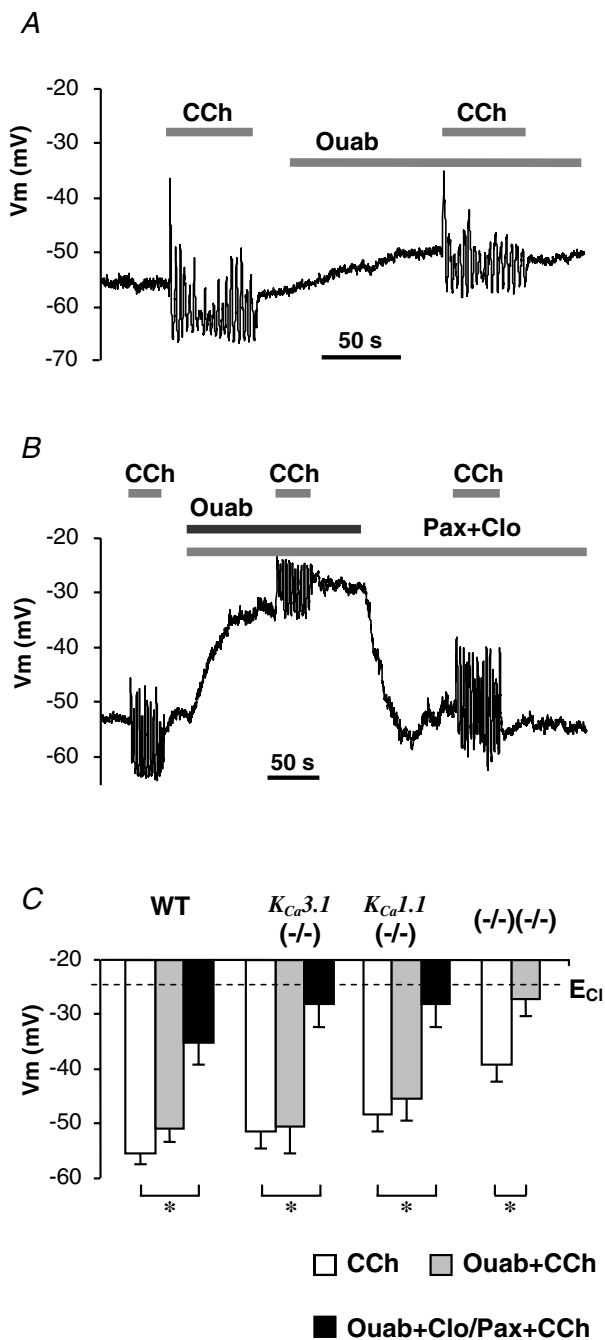 A
-20
-30
-40
-50
-60
-70
Vm (mV)
CCh
CCh
Ouab
50 s
B
-20
-30
-40
-50
-60
Vm (mV)
CCh
CCh
CCh
Ouab
Pax+Clo
50 s
C
WT
KCa3.1
(-/-)
KCa1.1
(-/-)
(-/-)(-/-)
-20
-30
-40
-50
-60
Vm (mV)
ECl
*
*
*
*
CCh
Ouab+CCh
Ouab+Clo/Pax+CCh